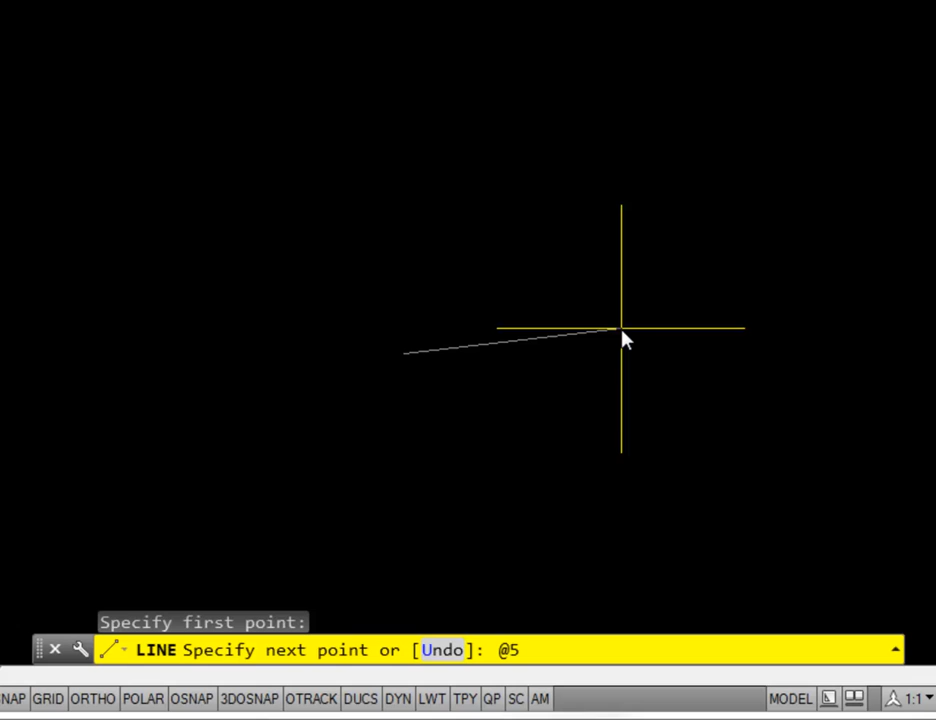 Specify first point:
LINE Specify next point or [Undo]: @5
NAP GRID ORTHO POLAR OSNAP 3DOSNAP OTRACK DUCS DYN LWT TPY QP SC AM MODEL 1:1